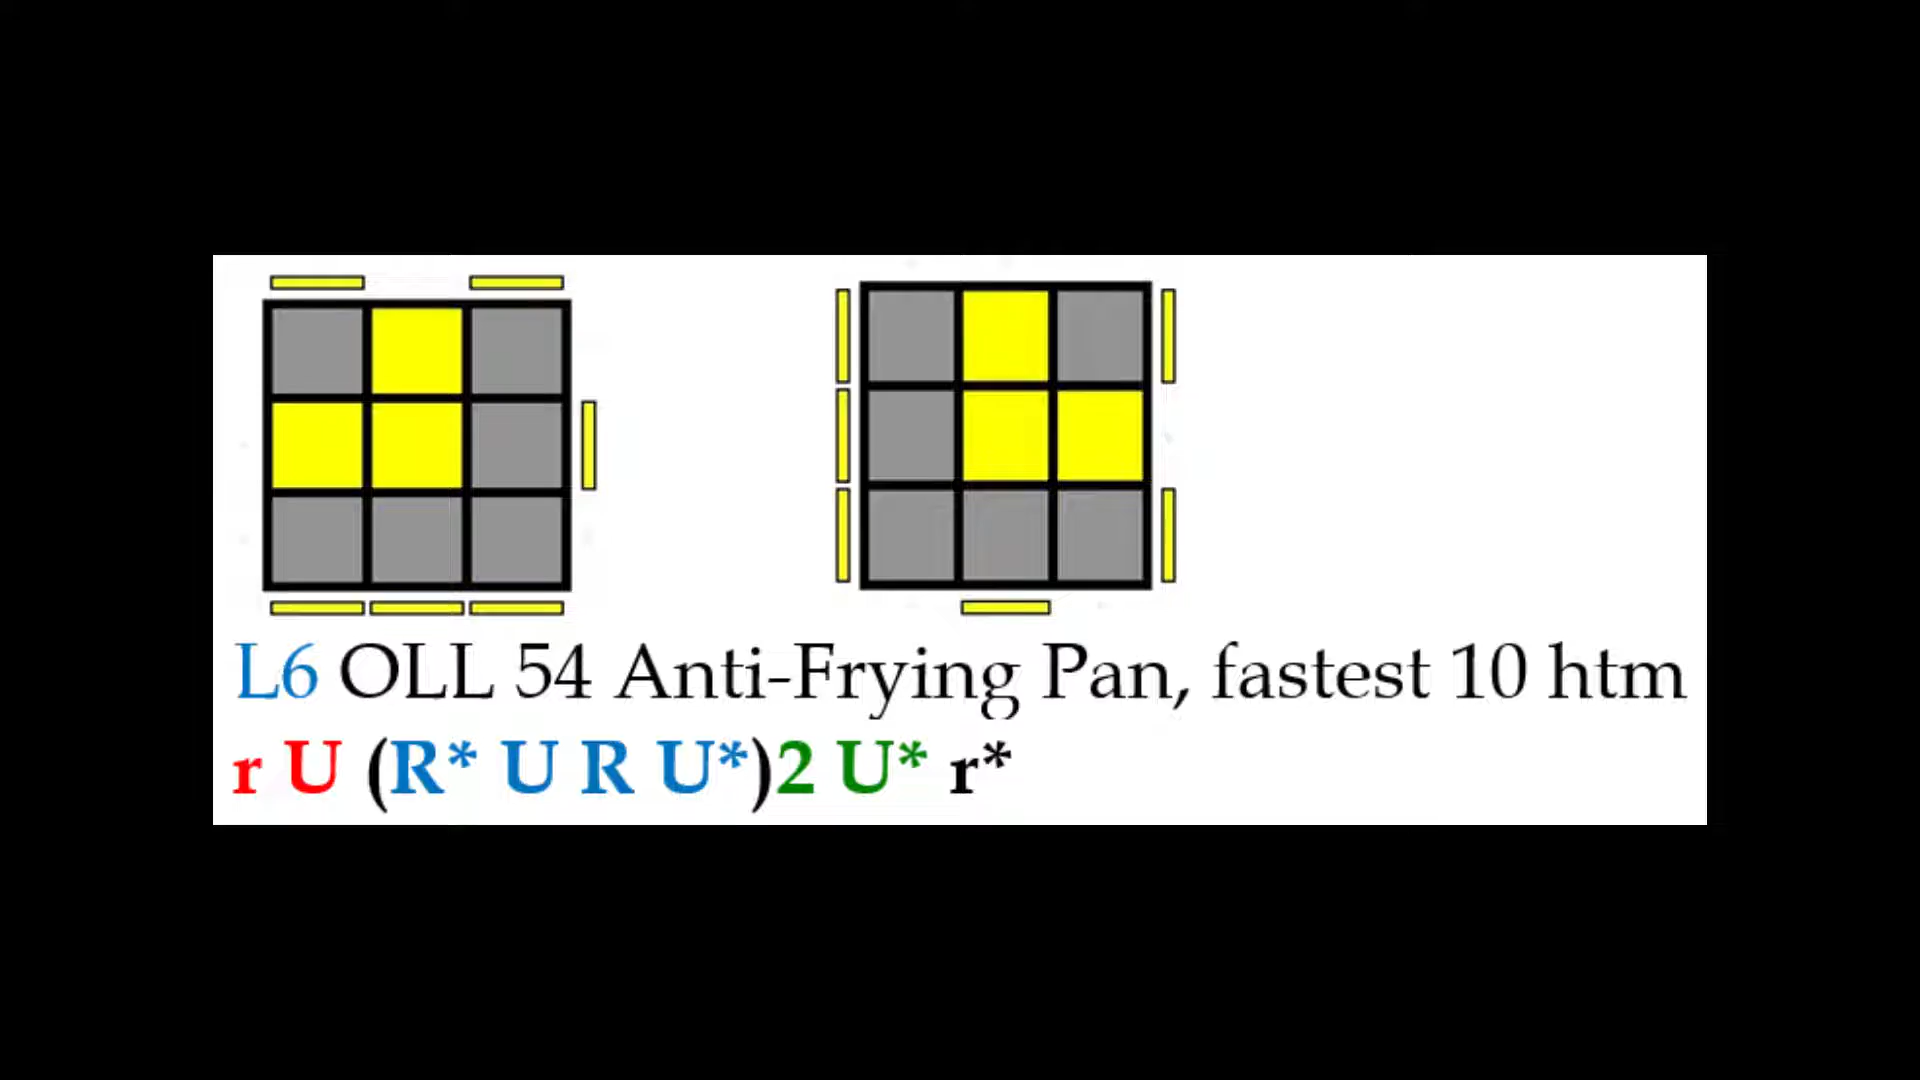 L6 OLL 54 Anti-Frying Pan, fastest 10 htm
r U (R* U R U*)2 U* r*